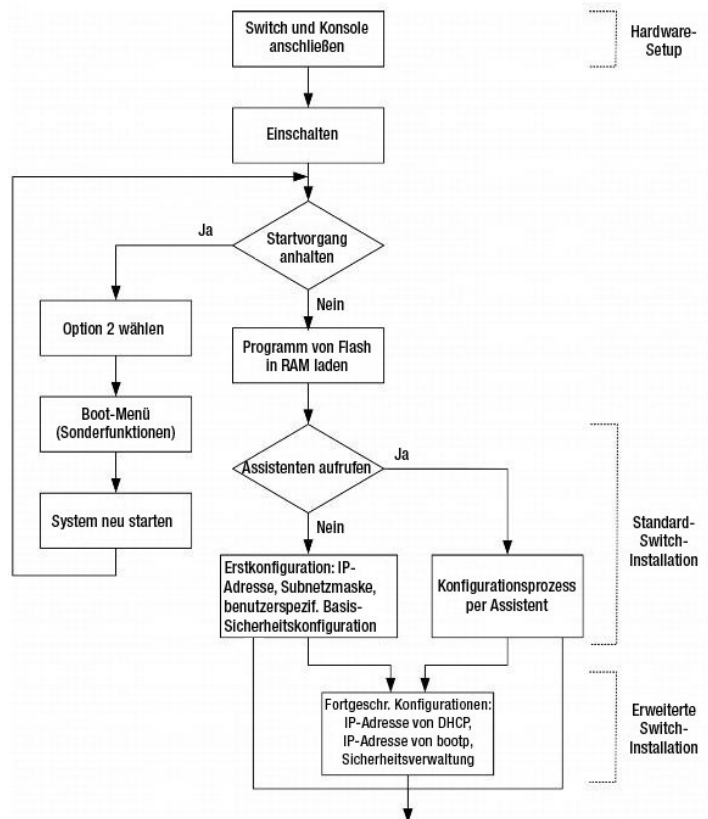 Switch und Konsole
anschließen
Hardware-
Setup
Einschalten
Ja
Startvorgang
anhalten
Nein
Option 2 wählen
Programm von Flash
in RAM laden
Boot-Menü
(Sonderfunktionen)
Assistenten aufrufen
Ja
System neu starten
Nein
Standard-
Switch-
Installation
Erstkonfiguration: IP-
Adresse, Subnetzmaske,
benutzerspezif. Basis-
Sicherheitskonfiguration
Konfigurationsprozess
per Assistent
Fortgeschr. Konfigurationen:
IP-Adresse von DHCP,
IP-Adresse von bootp,
Sicherheitsverwaltung
Erweiterte
Switch-
Installation